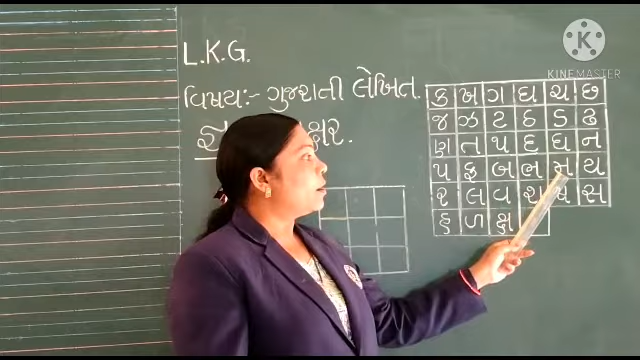 L.K.G.
વિષય:- ગુજરાતી લેખિત.
ક ખ ગ ઘ ચ છ
જ ઝ ટ ઠ ડ ઢ
ણ ત થ દ ધ ન
પ ફ બ ભ મ ય
ર લ વ શ ષ સ
હ ળ ક્ષ
K
KINEMASTER